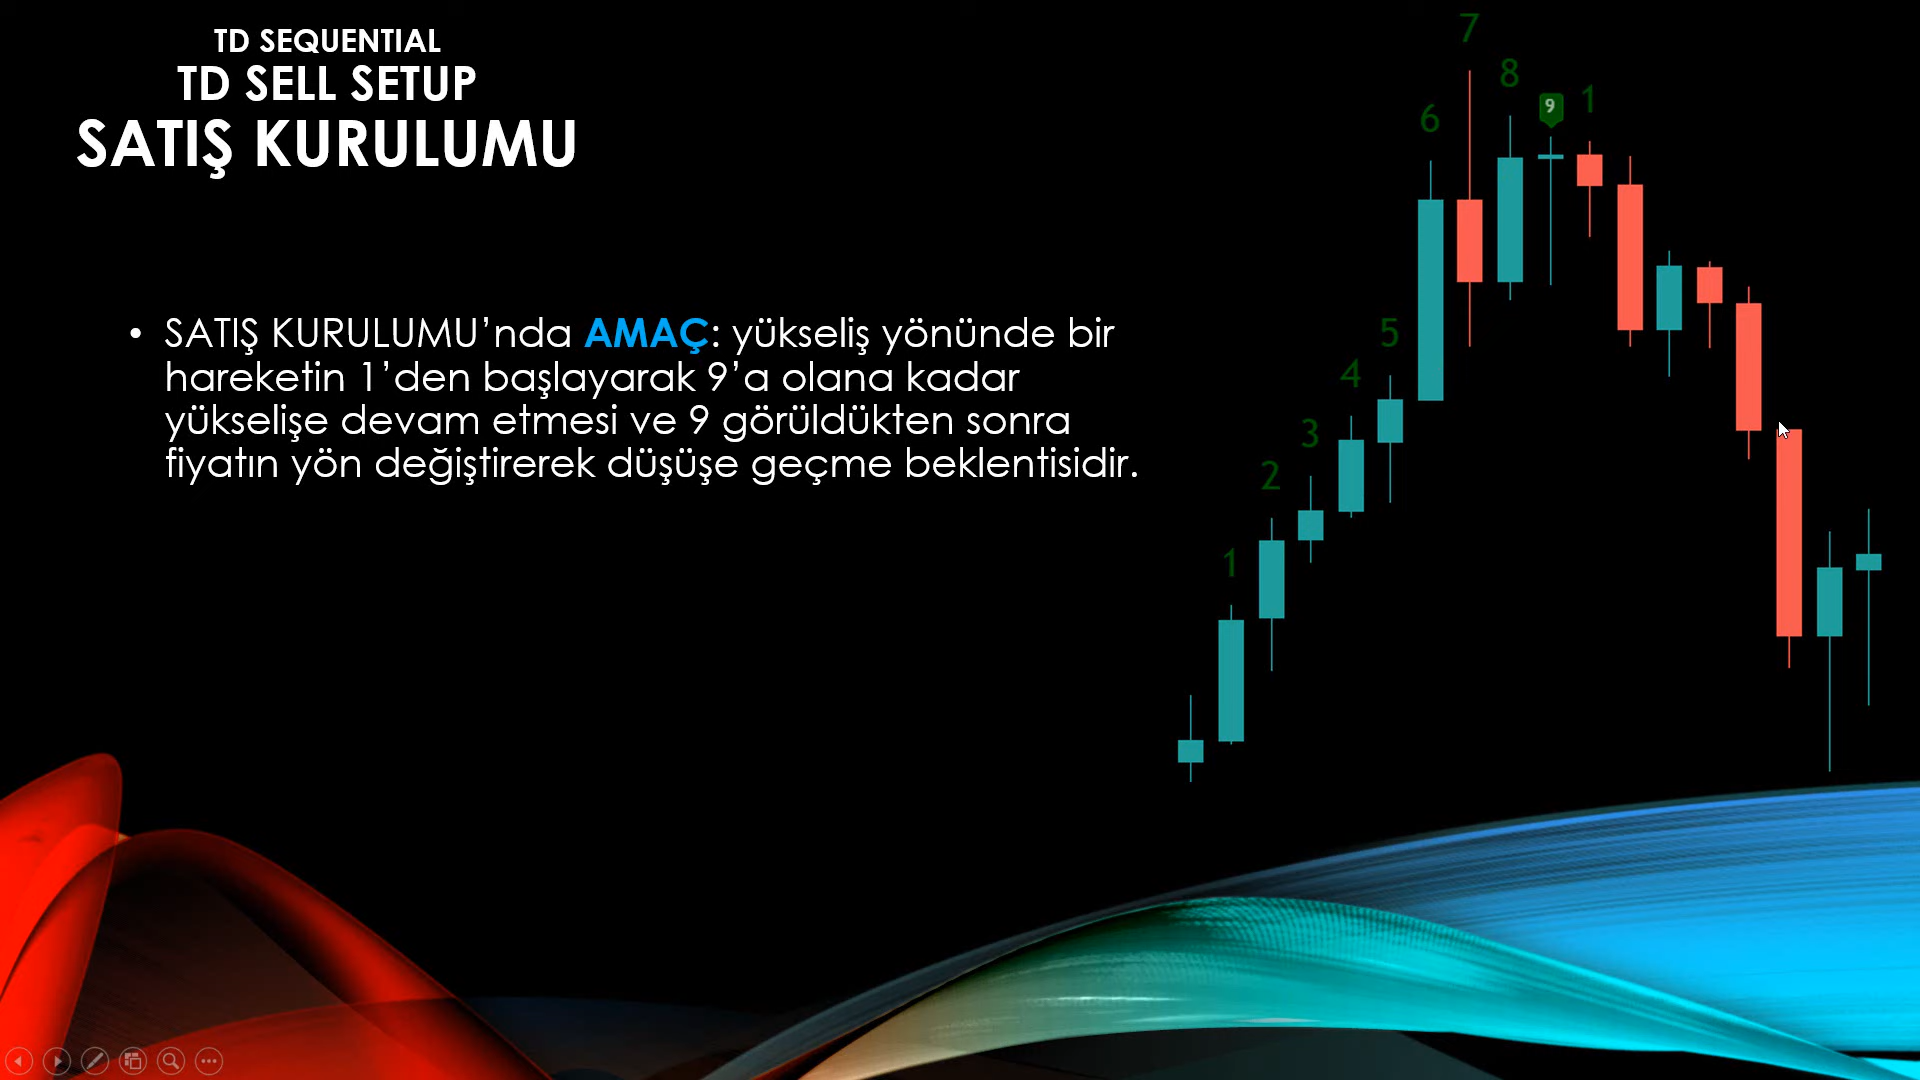 TD SEQUENTIAL
TD SELL SETUP
SATIŞ KURULUMU
• SATIŞ KURULUMU’nda AMAÇ: yükseliş yönünde bir
hareketin 1’den başlayarak 9’a olana kadar
yükselişe devam etmesi ve 9 görüldükten sonra
fiyatın yön değiştirerek düşüşe geçme beklentisidir.
1
2
3
4
5
6
7
8
9
1